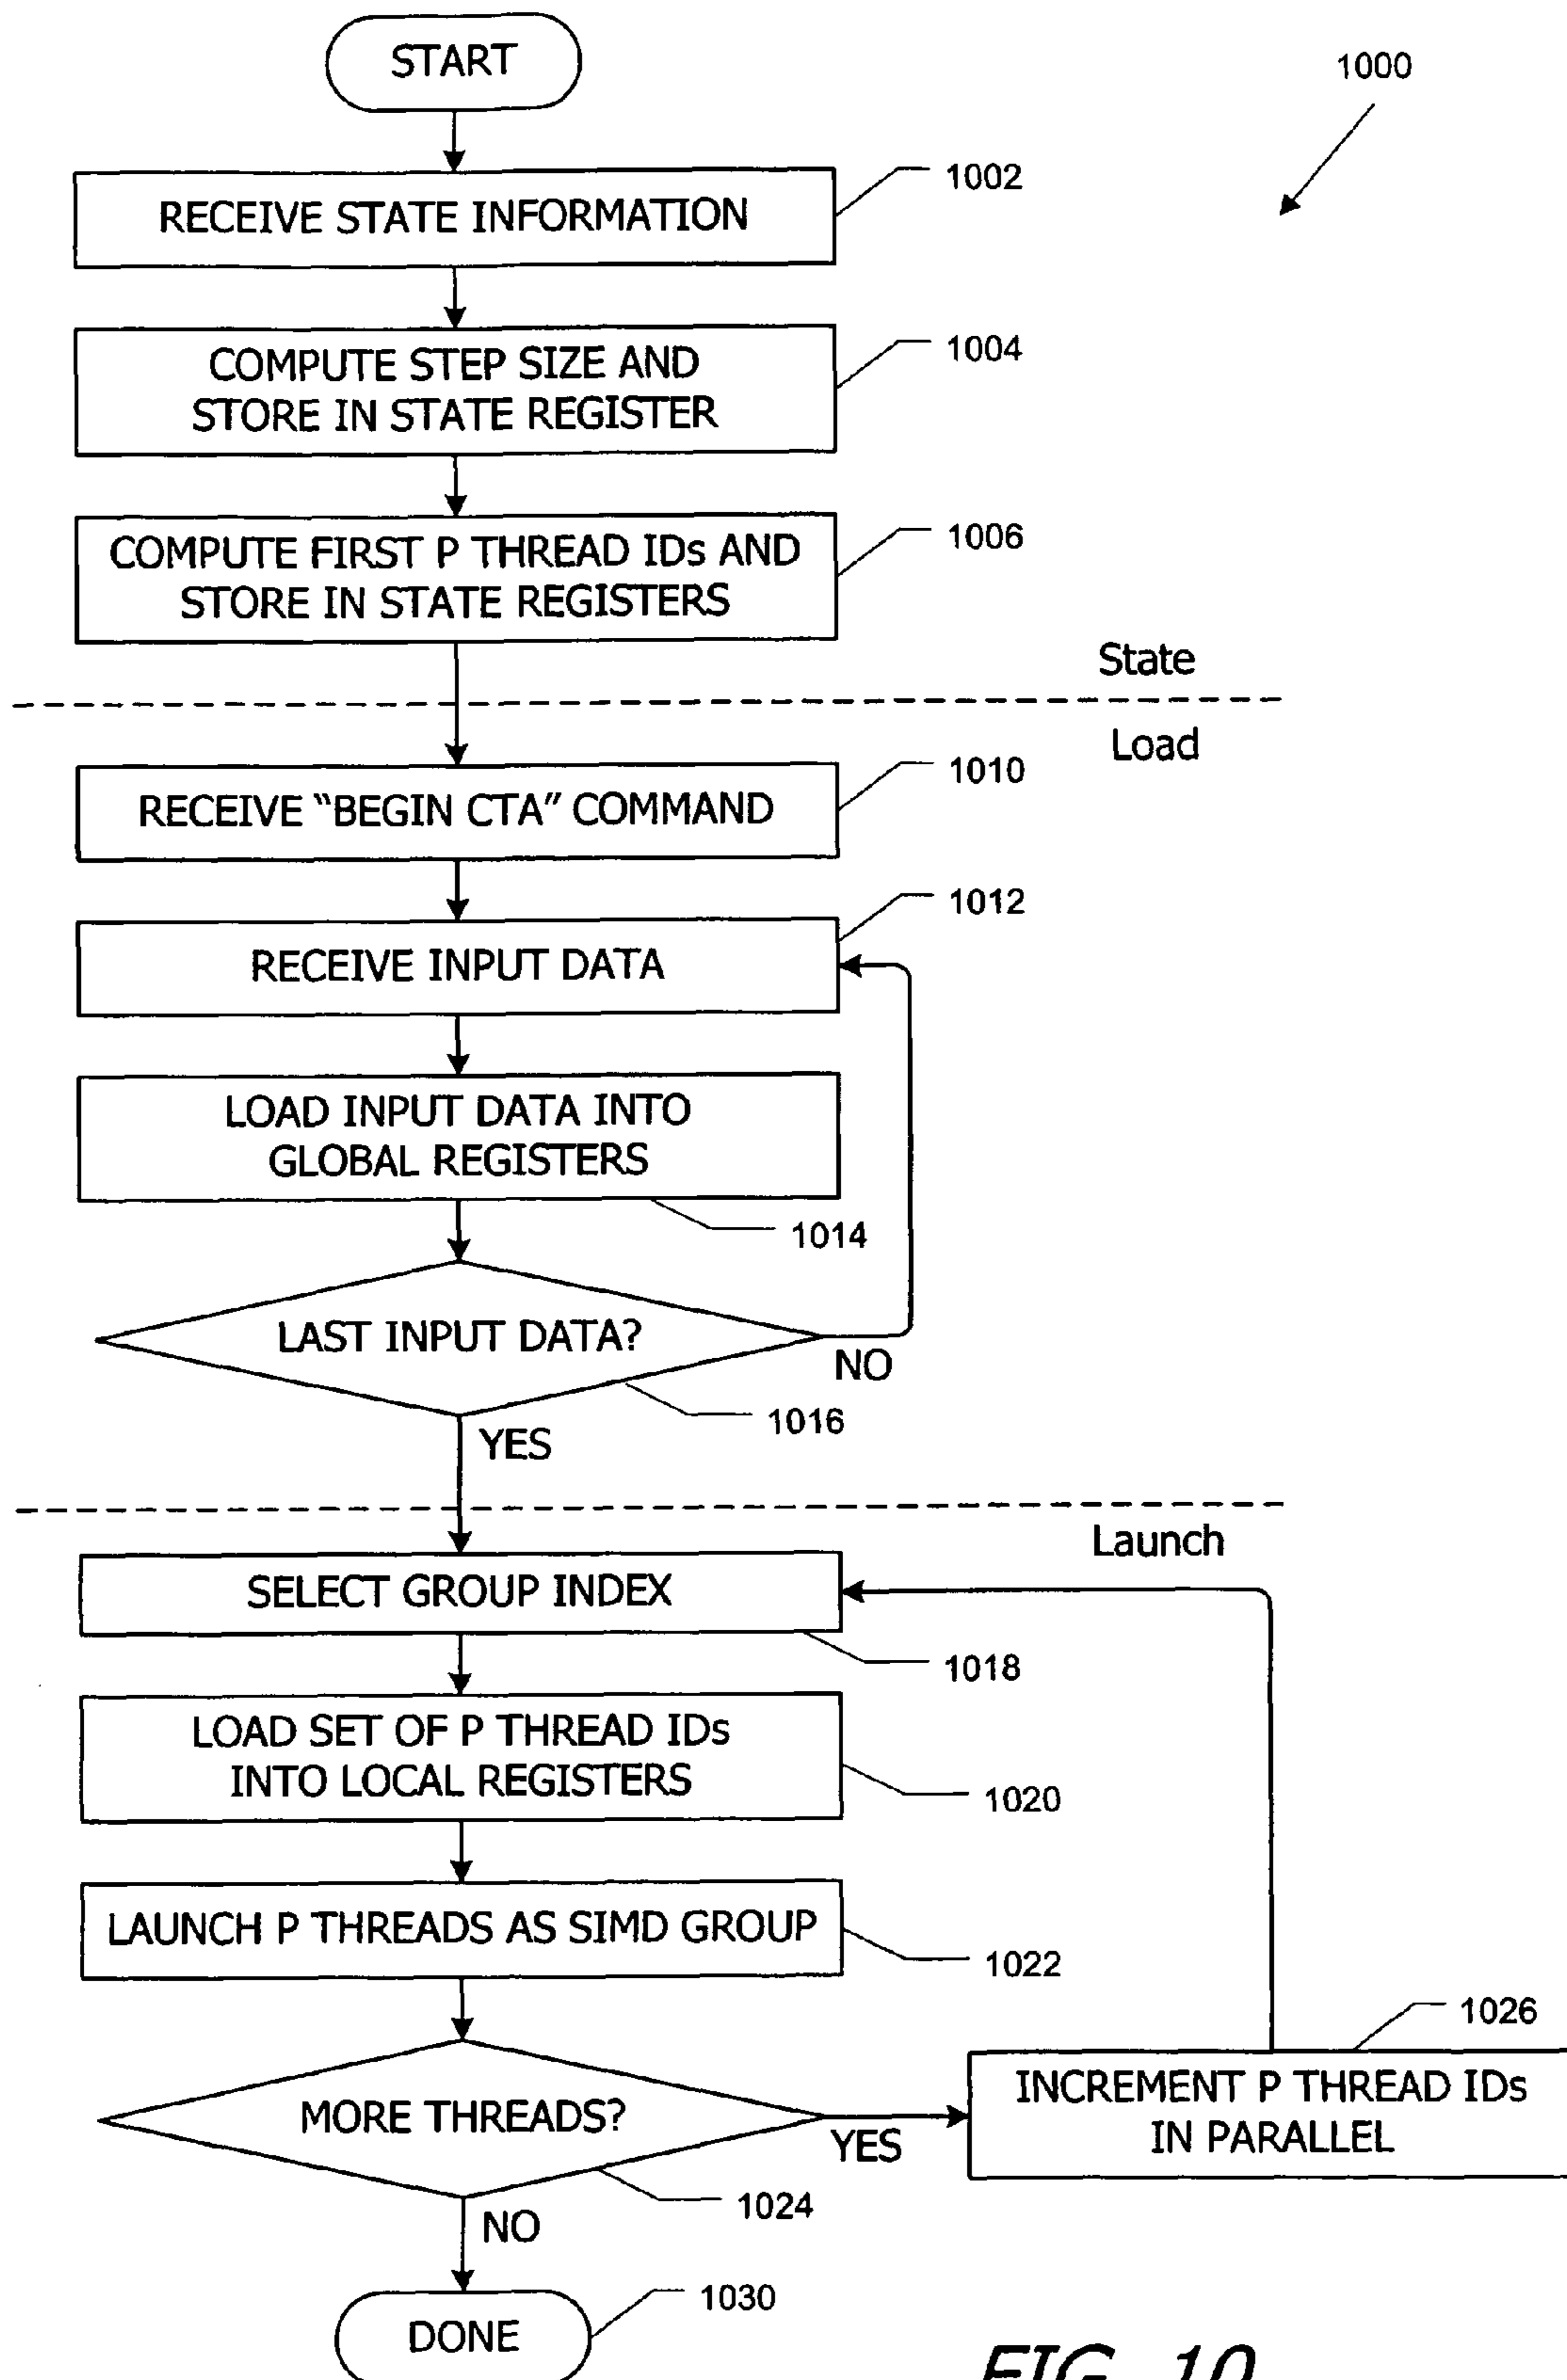 START
1000
1002
RECEIVE STATE INFORMATION
1004
COMPUTE STEP SIZE AND
STORE IN STATE REGISTER
1006
COMPUTE FIRST P THREAD IDs AND
STORE IN STATE REGISTERS
State
Load
1010
RECEIVE “BEGIN CTA” COMMAND
1012
RECEIVE INPUT DATA
LOAD INPUT DATA INTO
GLOBAL REGISTERS
1014
LAST INPUT DATA?
NO
1016
YES
Launch
SELECT GROUP INDEX
1018
LOAD SET OF P THREAD IDs
INTO LOCAL REGISTERS
1020
LAUNCH P THREADS AS SIMD GROUP
1022
1026
INCREMENT P THREAD IDs
IN PARALLEL
MORE THREADS?
YES
1024
NO
1030
DONE
FIG. 10